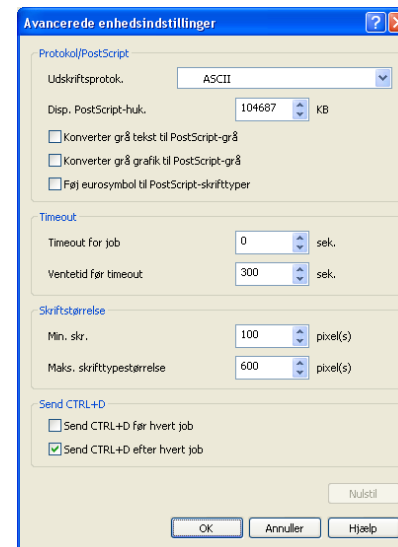 Avancerede enhedsindstillinger
Protokol/PostScript
Udskriftsprotok. ASCII
Disp. PostScript-huk. 104687 KB
Konverter grå tekst til PostScript-grå
Konverter grå grafik til PostScript-grå
Føj eurosymbol til PostScript-skrifttyper
Timeout
Timeout for job 0 sek.
Ventetid før timeout 300 sek.
Skriftstørrelse
Min. skr. 100 pixel(s)
Maks. skrifttypestørrelse 600 pixel(s)
Send CTRL+D
Send CTRL+D før hvert job
Send CTRL+D efter hvert job
Nulstil
OK Annuller Hjælp